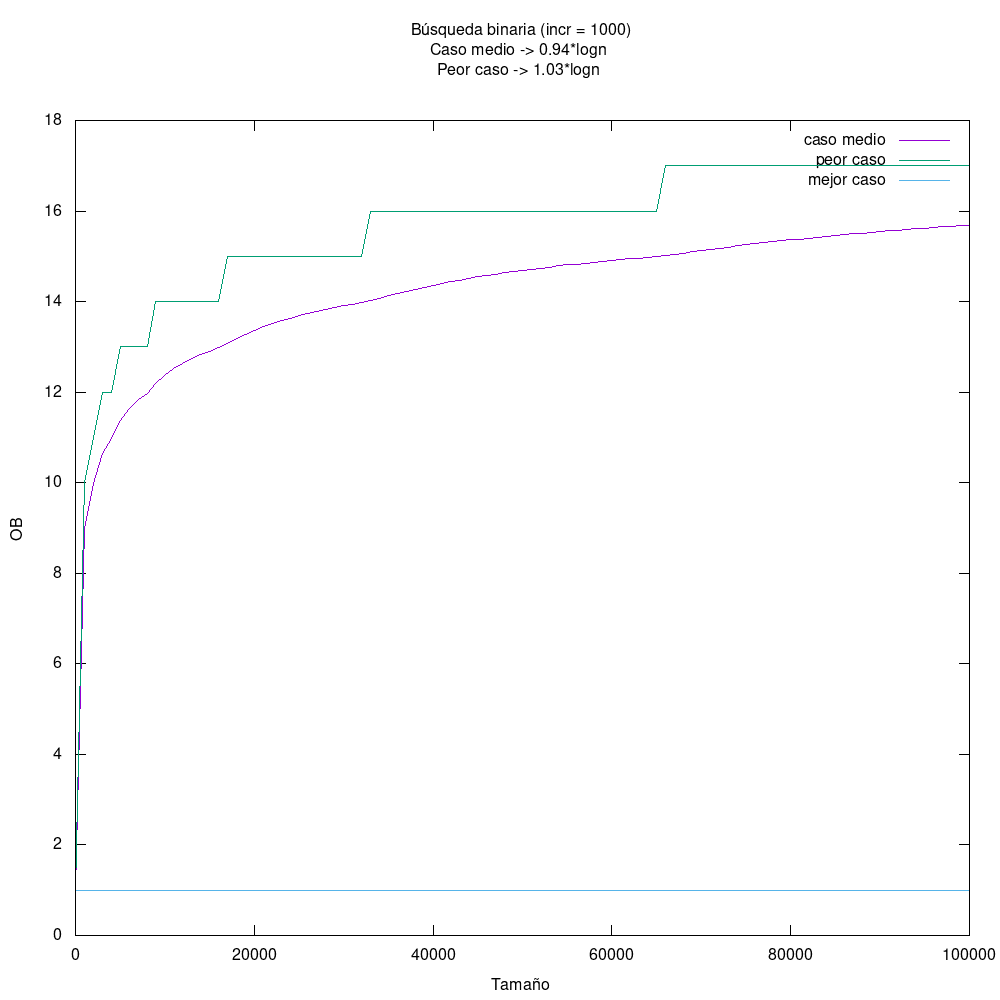 Búsqueda binaria (incr = 1000)
Caso medio -> 0.94*logn
Peor caso -> 1.03*logn
18
16
14
12
10
8
6
4
2
0
OB
caso medio
peor caso
mejor caso
0 20000 40000 60000 80000 100000
Tamaño